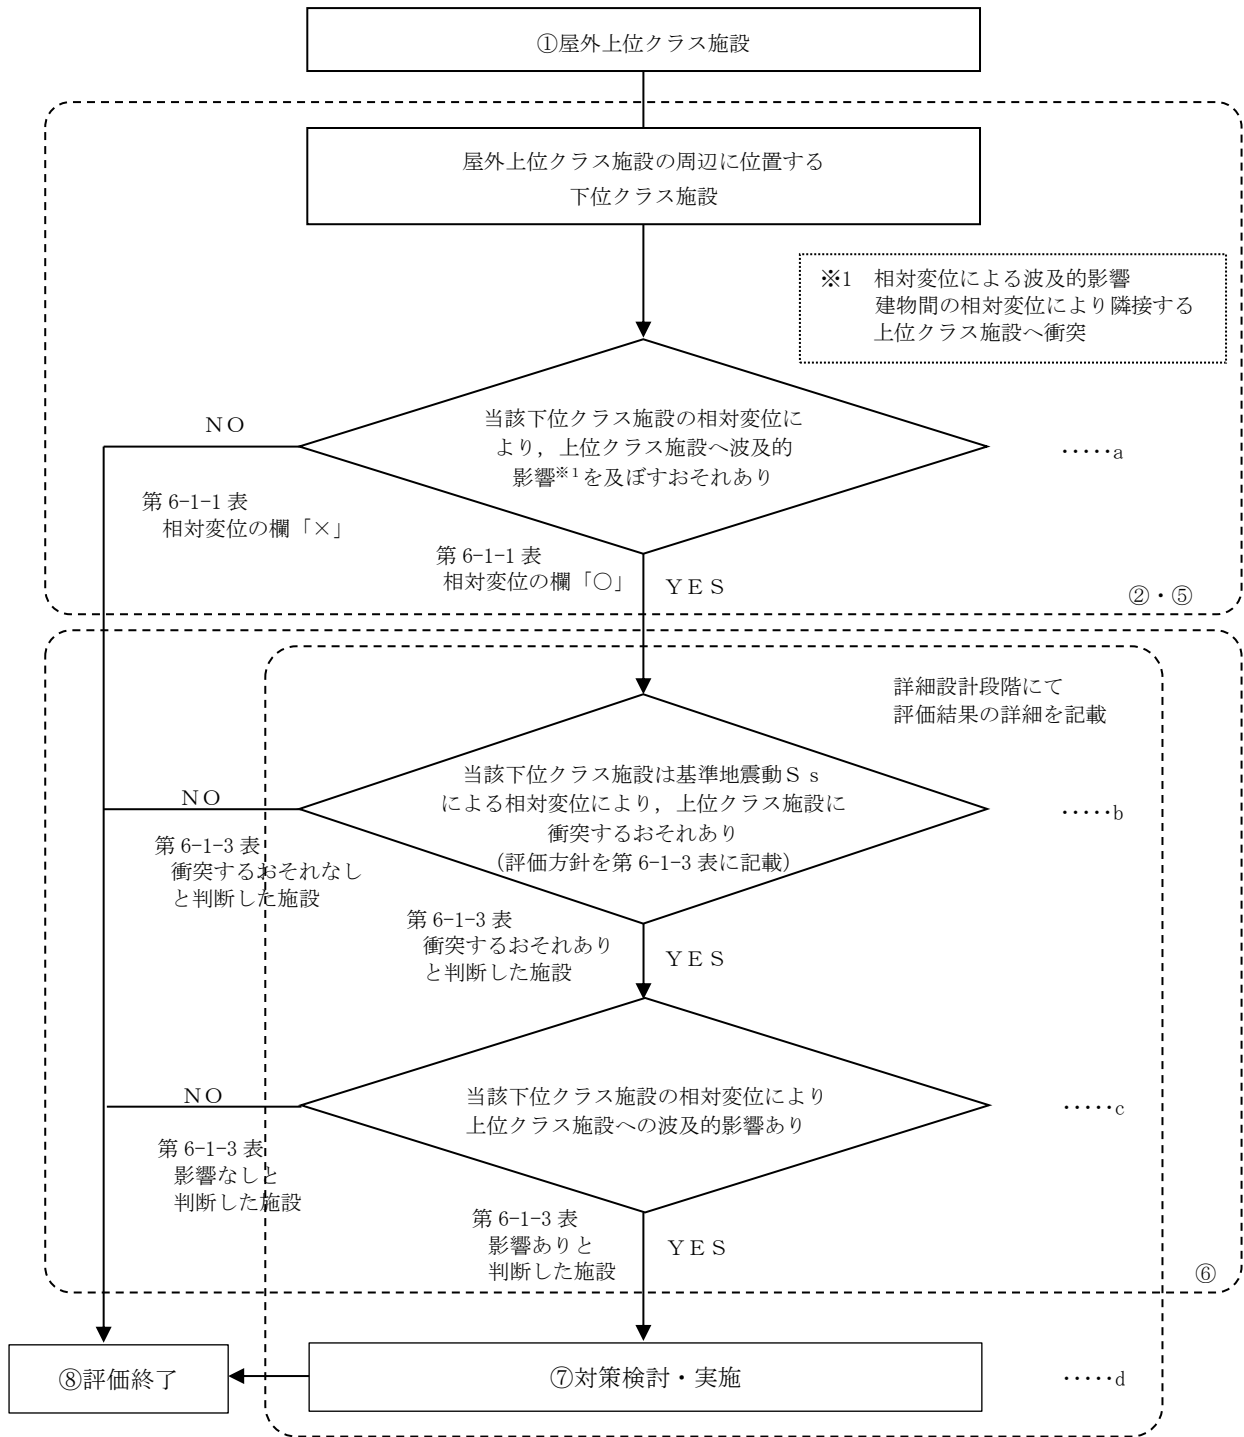 ①屋外上位クラス施設
屋外上位クラス施設の周辺に位置する
下位クラス施設
※1　相対変位による波及的影響
建物間の相対変位により隣接する
上位クラス施設へ衝突
当該下位クラス施設の相対変位に
より，上位クラス施設へ波及的
影響※1を及ぼすおそれあり
･････a
ＮＯ
第 6-1-1 表
相対変位の欄「×」
第 6-1-1 表
相対変位の欄「○」
ＹＥＳ
②・⑤
詳細設計段階にて
評価結果の詳細を記載
当該下位クラス施設は基準地震動Ｓｓ
による相対変位により，上位クラス施設に
衝突するおそれあり
（評価方針を第 6-1-3 表に記載）
･････b
ＮＯ
第 6-1-3 表
衝突するおそれなし
と判断した施設
第 6-1-3 表
衝突するおそれあり
と判断した施設
ＹＥＳ
当該下位クラス施設の相対変位により
上位クラス施設への波及的影響あり
･････c
ＮＯ
第 6-1-3 表
影響なしと
判断した施設
第 6-1-3 表
影響ありと
判断した施設
ＹＥＳ
⑥
⑧評価終了
⑦対策検討・実施
･････d